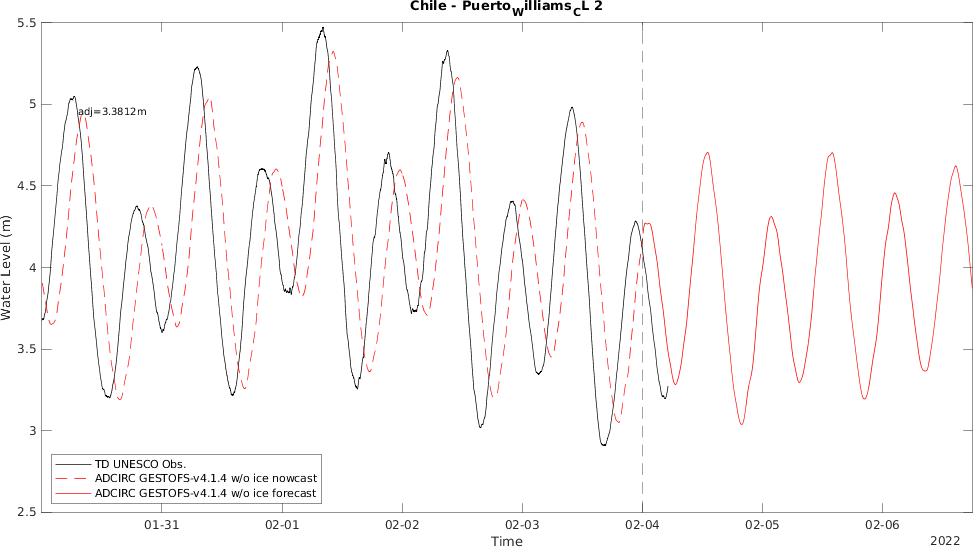 Chile - PuertoWilliamsCL 2
5.5
5
4.5
4
3.5
3
2.5
Water Level (m)
adj=3.3812m
TD UNESCO Obs.
ADCIRC GESTOFS-v4.1.4 w/o ice nowcast
ADCIRC GESTOFS-v4.1.4 w/o ice forecast
01-31 02-01 02-02 02-03 02-04 02-05 02-06
Time
2022